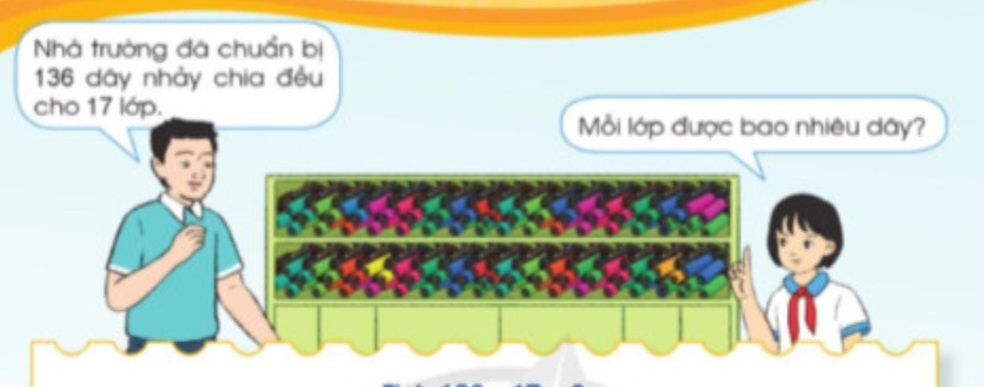 Nhà trường đã chuẩn bị
136 dây nhảy chia đều
cho 17 lớp.
Mỗi lớp được bao nhiêu dây?